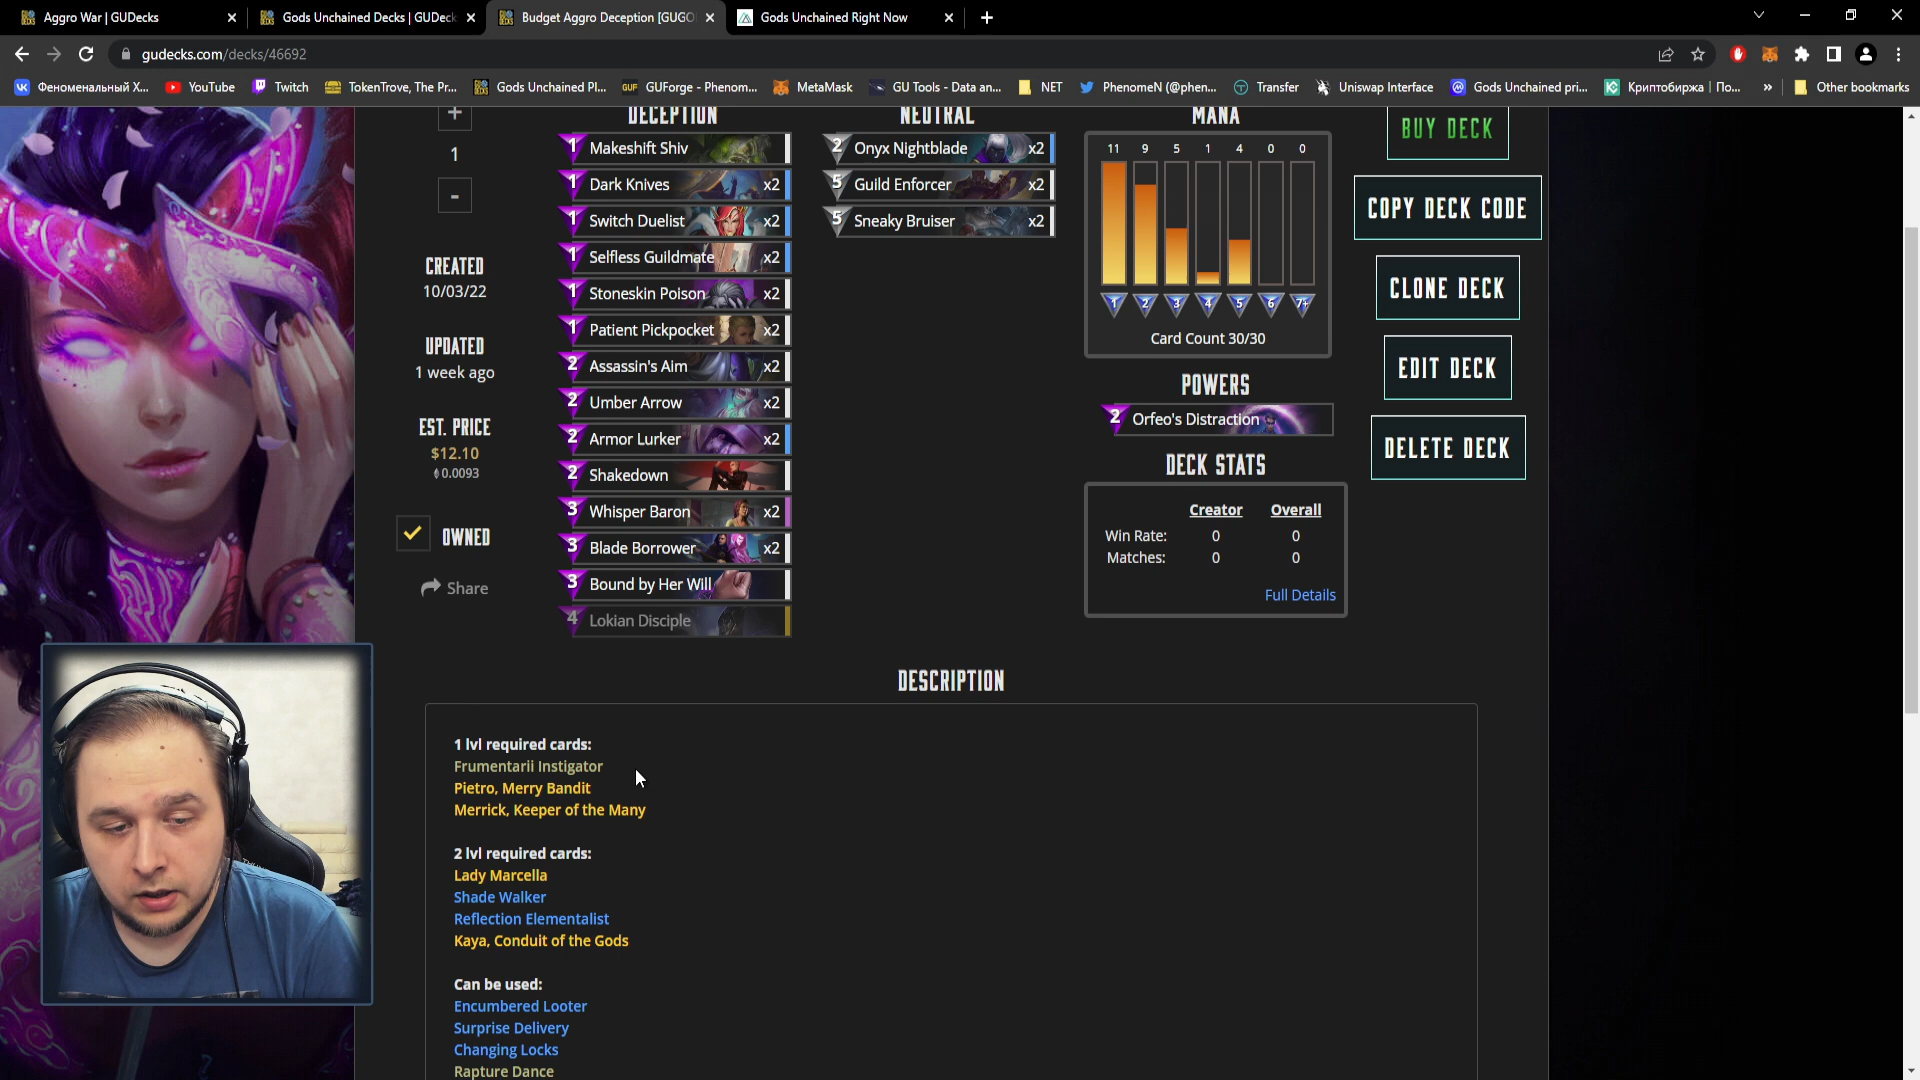 Aggro War | GUDecks
Gods Unchained Decks | GUDec
Budget Aggro Deception [GUGO
Gods Unchained Right Now
gudecks.com/decks/46692
Феноменальный Х...
YouTube
Twitch
TokenTrove, The Pr...
Gods Unchained Pl...
GUForge - Phenom...
MetaMask
GU Tools - Data an...
NET
PhenomeN (@phen...
Transfer
Uniswap Interface
Gods Unchained pri...
Криптобиржа | По...
»
Other bookmarks
+
1
-
CREATED
10/03/22
UPDATED
1 week ago
EST. PRICE
$12.10
0.0093
OWNED
Share
DECEPTION
1 Makeshift Shiv
1 Dark Knives x2
1 Switch Duelist x2
1 Selfless Guildmate x2
1 Stoneskin Poison x2
1 Patient Pickpocket x2
2 Assassin's Aim x2
2 Umber Arrow x2
2 Armor Lurker x2
2 Shakedown
3 Whisper Baron x2
3 Blade Borrower x2
3 Bound by Her Will
4 Lokian Disciple
NEUTRAL
2 Onyx Nightblade x2
5 Guild Enforcer x2
5 Sneaky Bruiser x2
MANA
11 9 5 1 4 0 0
1 2 3 4 5 6 7+
Card Count 30/30
POWERS
2 Orfeo's Distraction
DECK STATS
Creator Overall
Win Rate: 0 0
Matches: 0 0
Full Details
BUY DECK
COPY DECK CODE
CLONE DECK
EDIT DECK
DELETE DECK
DESCRIPTION
1 lvl required cards:
Frumentarii Instigator
Pietro, Merry Bandit
Merrick, Keeper of the Many
2 lvl required cards:
Lady Marcella
Shade Walker
Reflection Elementalist
Kaya, Conduit of the Gods
Can be used:
Encumbered Looter
Surprise Delivery
Changing Locks
Rapture Dance